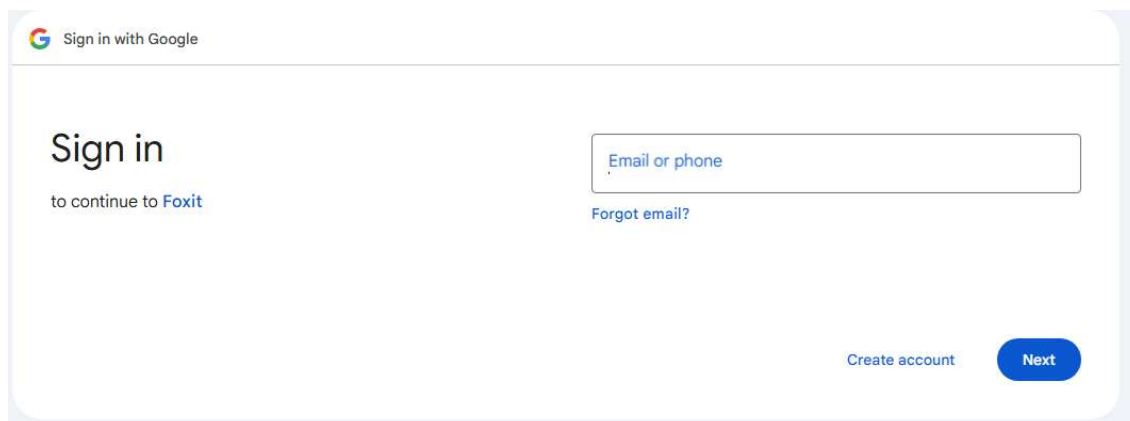 Sign in with Google
Sign in
to continue to Foxit
Email or phone
Forgot email?
Create account
Next